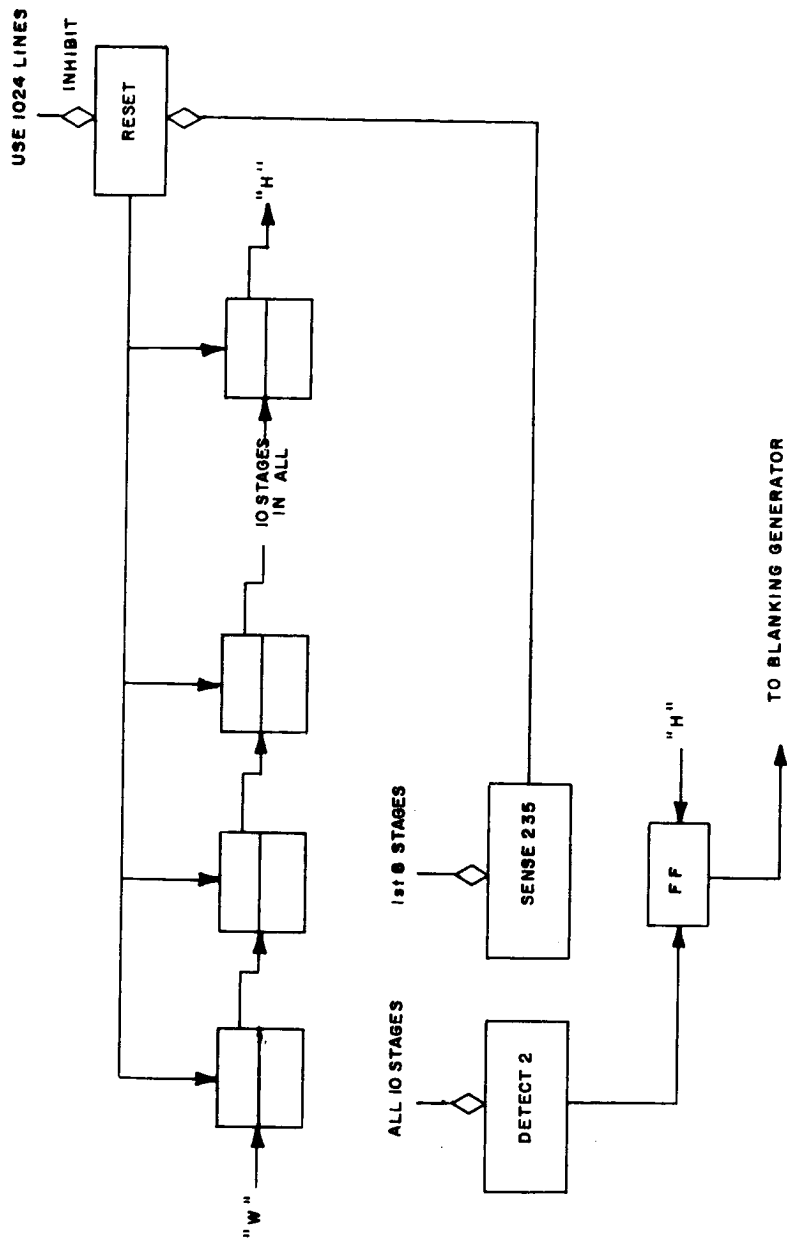 USE 1024 LINES
INHIBIT
RESET
"H"
10 STAGES
IN ALL
"W"
1st 8 STAGES
SENSE 235
ALL 10 STAGES
DETECT 2
"H"
FF
TO BLANKING GENERATOR